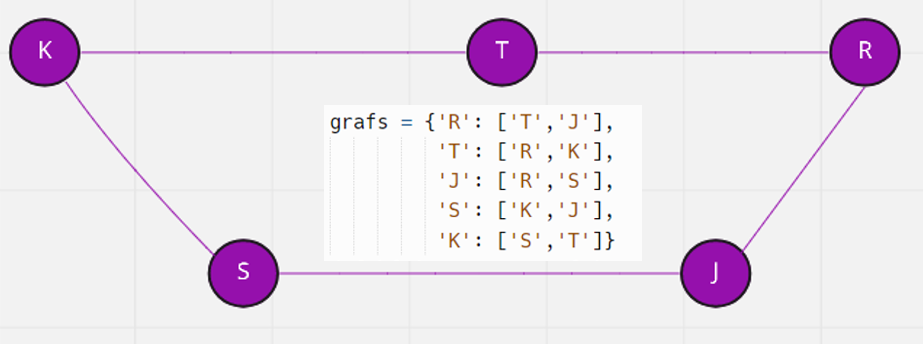 K
T
R
grafs = {'R': ['T','J'],
'T': ['R','K'],
'J': ['R','S'],
'S': ['K','J'],
'K': ['S','T']}
S
J